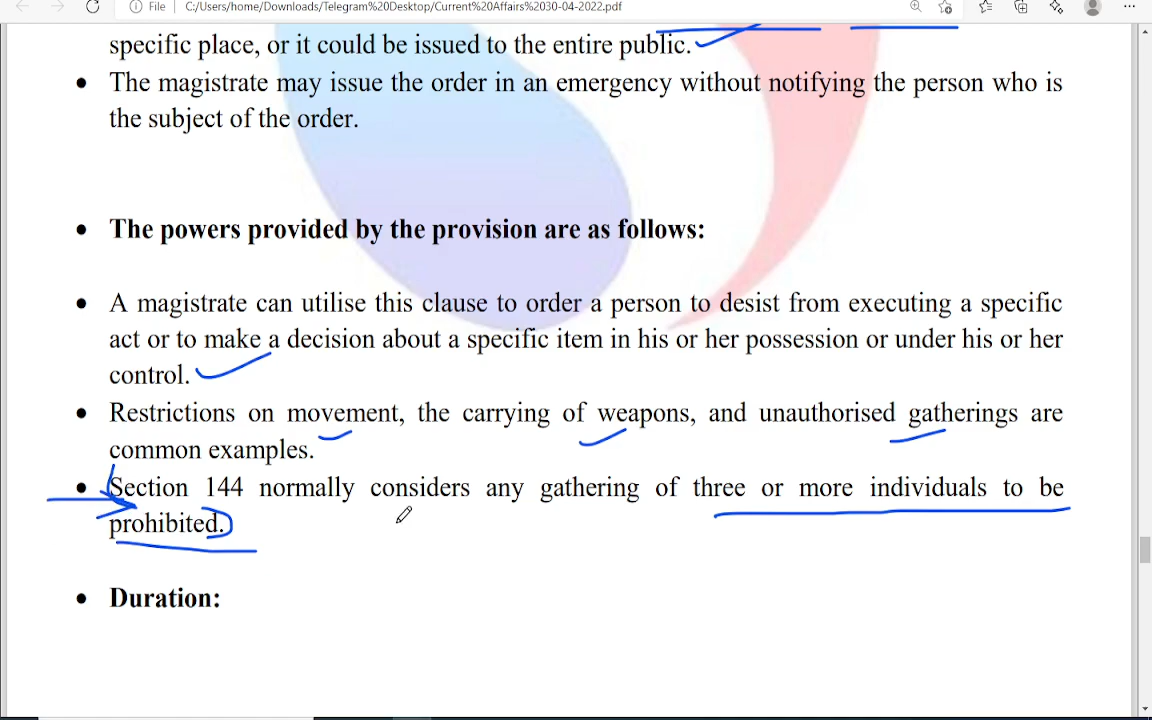 File | C:/Users/home/Downloads/Telegram%20Desktop/Current%20Affairs%2030-04-2022.pdf
specific place, or it could be issued to the entire public.
• The magistrate may issue the order in an emergency without notifying the person who is
the subject of the order.
• The powers provided by the provision are as follows:
• A magistrate can utilise this clause to order a person to desist from executing a specific
act or to make a decision about a specific item in his or her possession or under his or her
control.
• Restrictions on movement, the carrying of weapons, and unauthorised gatherings are
common examples.
• Section 144 normally considers any gathering of three or more individuals to be
prohibited.
• Duration: